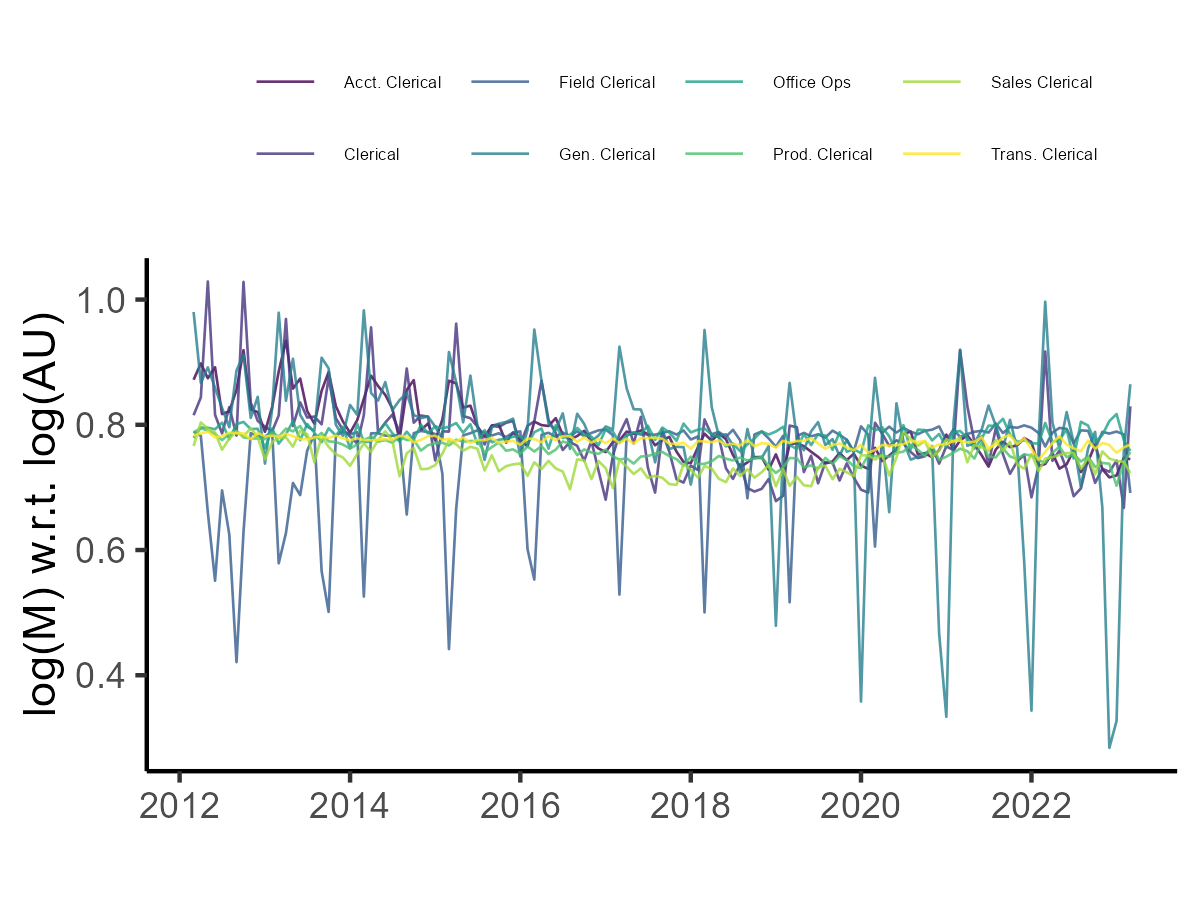 Acct. Clerical Field Clerical Office Ops Sales Clerical
Clerical Gen. Clerical Prod. Clerical Trans. Clerical
log(M) w.r.t. log(AU)
1.0
0.8
0.6
0.4
2012 2014 2016 2018 2020 2022